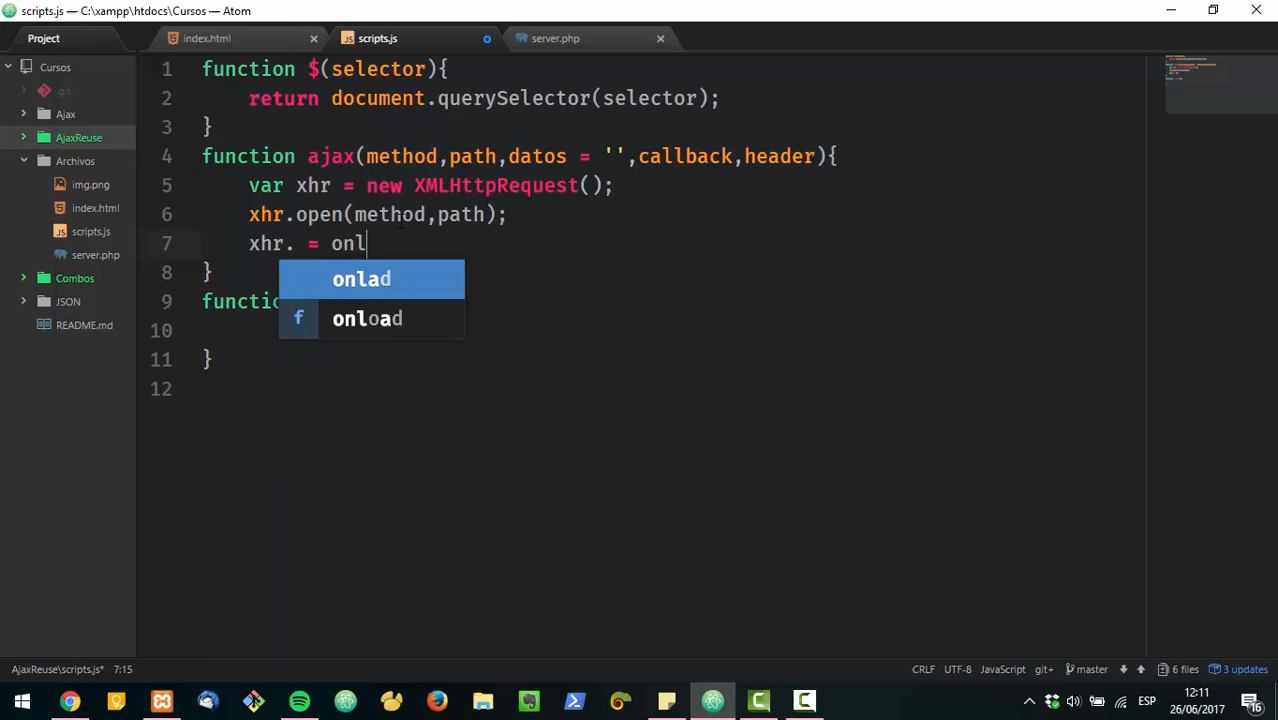 scripts.js — C:\xampp\htdocs\Cursos — Atom
Project
index.html
scripts.js
server.php
Cursos
.git
Ajax
AjaxReuse
Archivos
img.png
index.html
scripts.js
server.php
Combos
JSON
README.md
1 function $(selector){
2 return document.querySelector(selector);
3 }
4 function ajax(method,path,datos = '',callback,header){
5 var xhr = new XMLHttpRequest();
6 xhr.open(method,path);
7 xhr. = onl
8 }
onlad
9 functio
f onload
10
11 }
12
AjaxReuse\scripts.js* 7:15
CRLF UTF-8 JavaScript git+ master 6 files 3 updates
ESP
12:11
26/06/2017
16